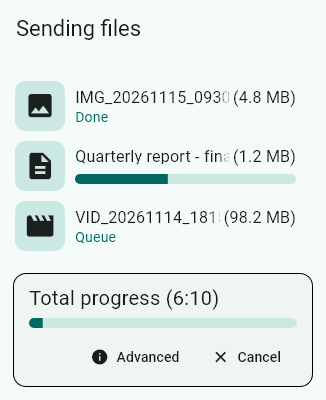 Sending files
IMG_20261115_0930 (4.8 MB)
Done
Quarterly report - fina (1.2 MB)
VID_20261114_181 (98.2 MB)
Queue
Total progress (6:10)
Advanced Cancel